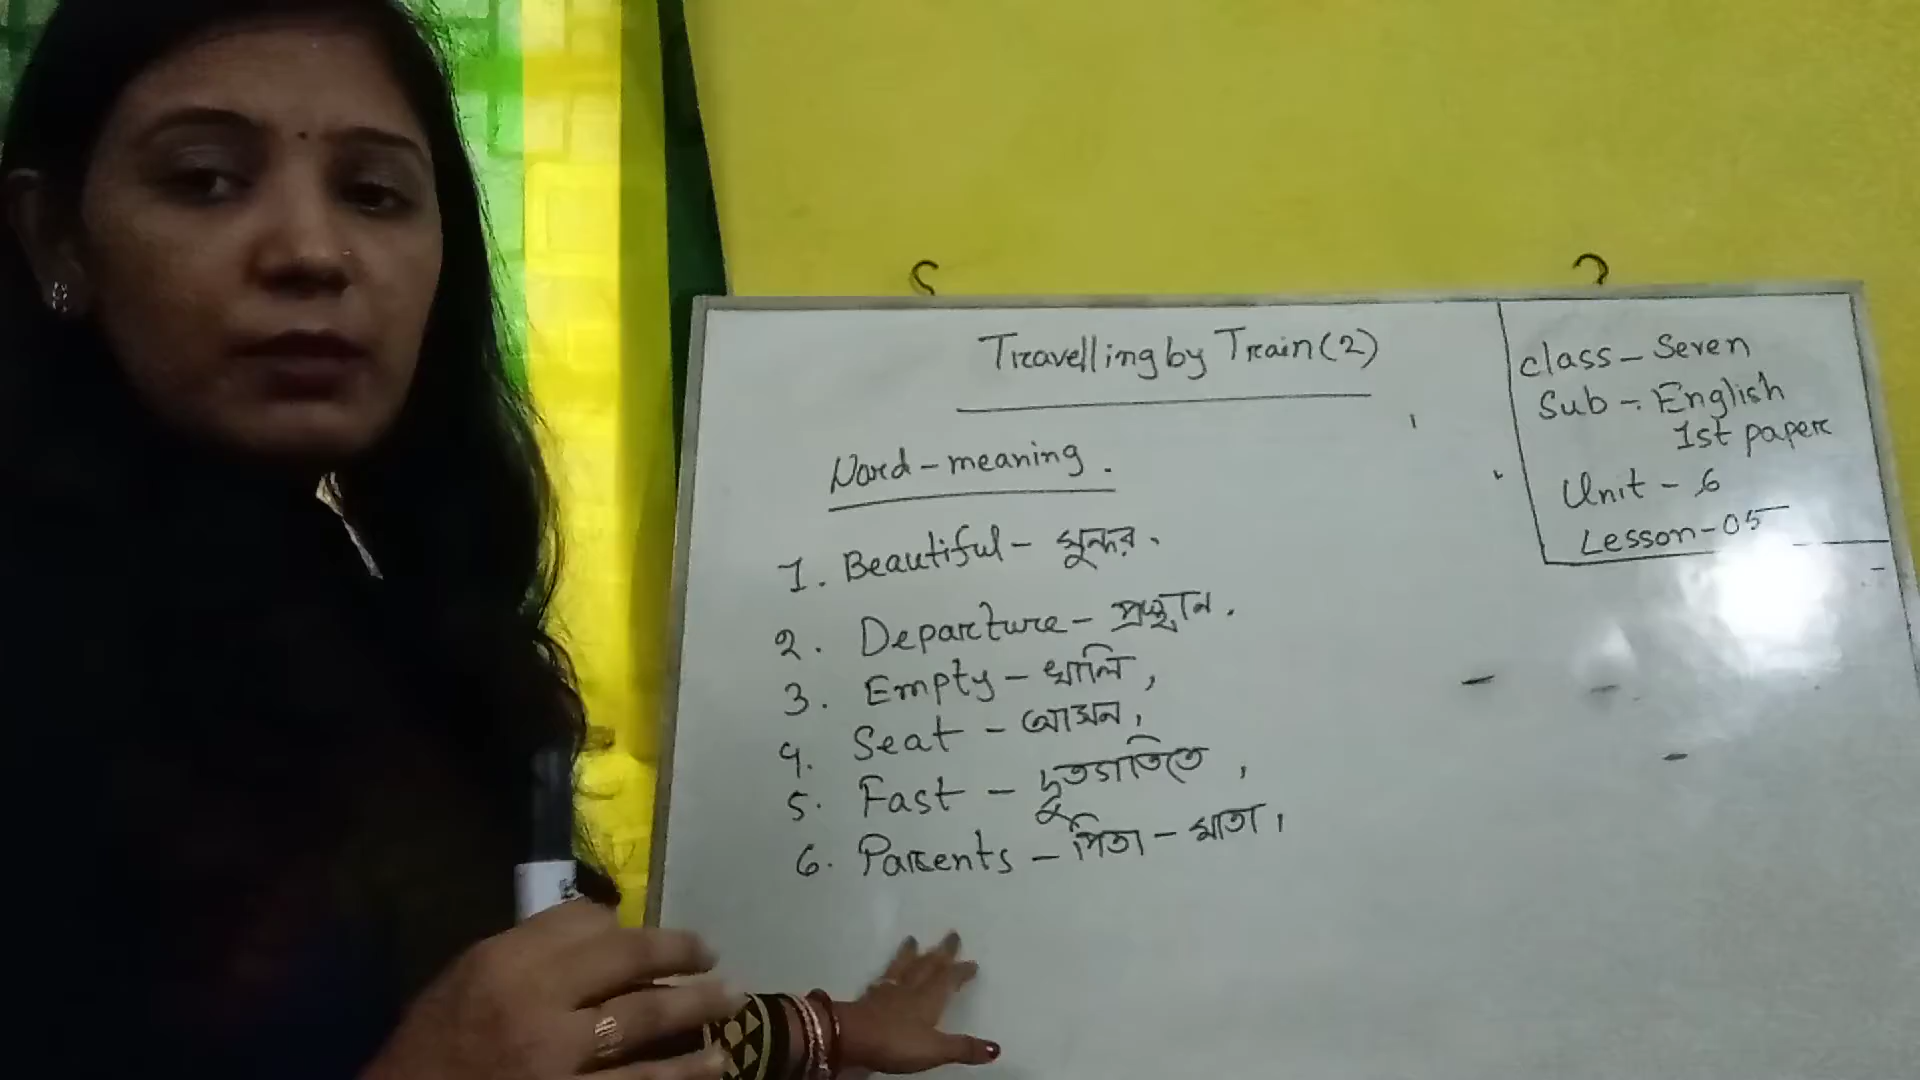 Travelling by Train (2)
Word - meaning.
1. Beautiful - সুন্দর.
2. Departure - প্রস্থান.
3. Empty - খালি,
4. Seat - আসন,
5. Fast - দ্রুতগতিতে,
6. Parents - পিতা - মাতা,
class - Seven
Sub - English
1st paper
Unit - 6
Lesson - 05